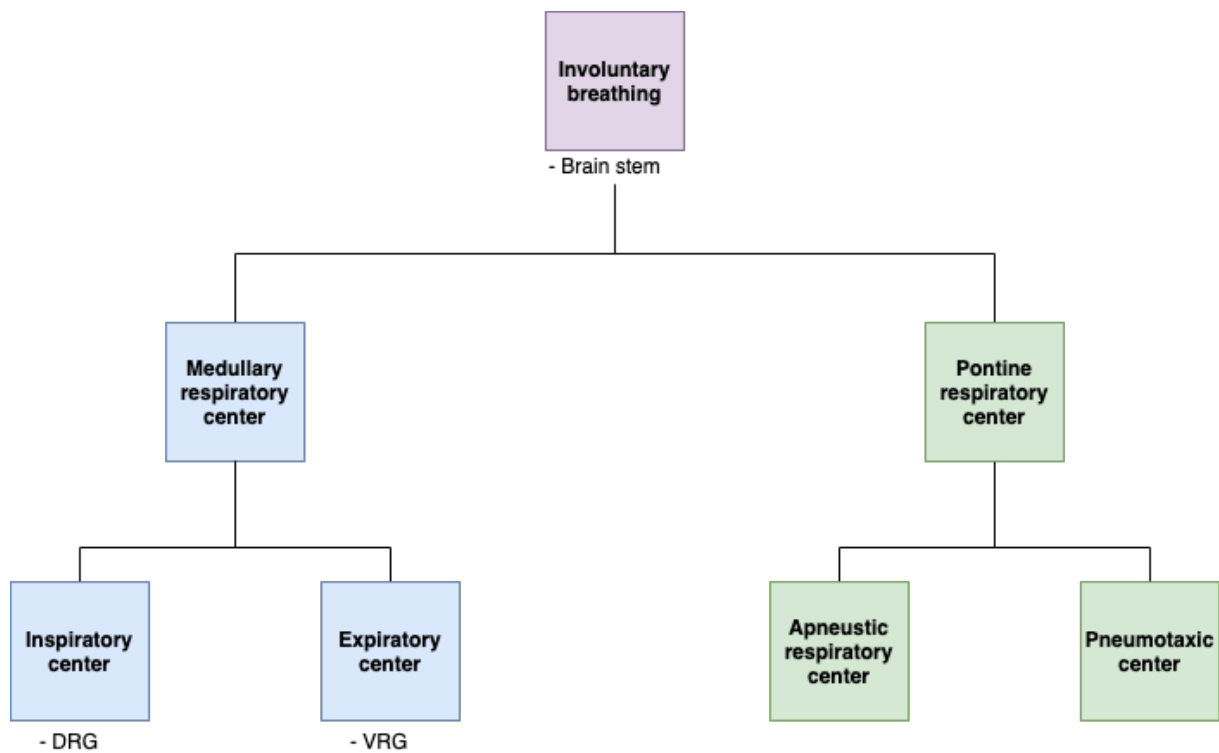 Involuntary
breathing
- Brain stem
Medullary
respiratory
center
Pontine
respiratory
center
Inspiratory
center
- DRG
Expiratory
center
- VRG
Apneustic
respiratory
center
Pneumotaxic
center